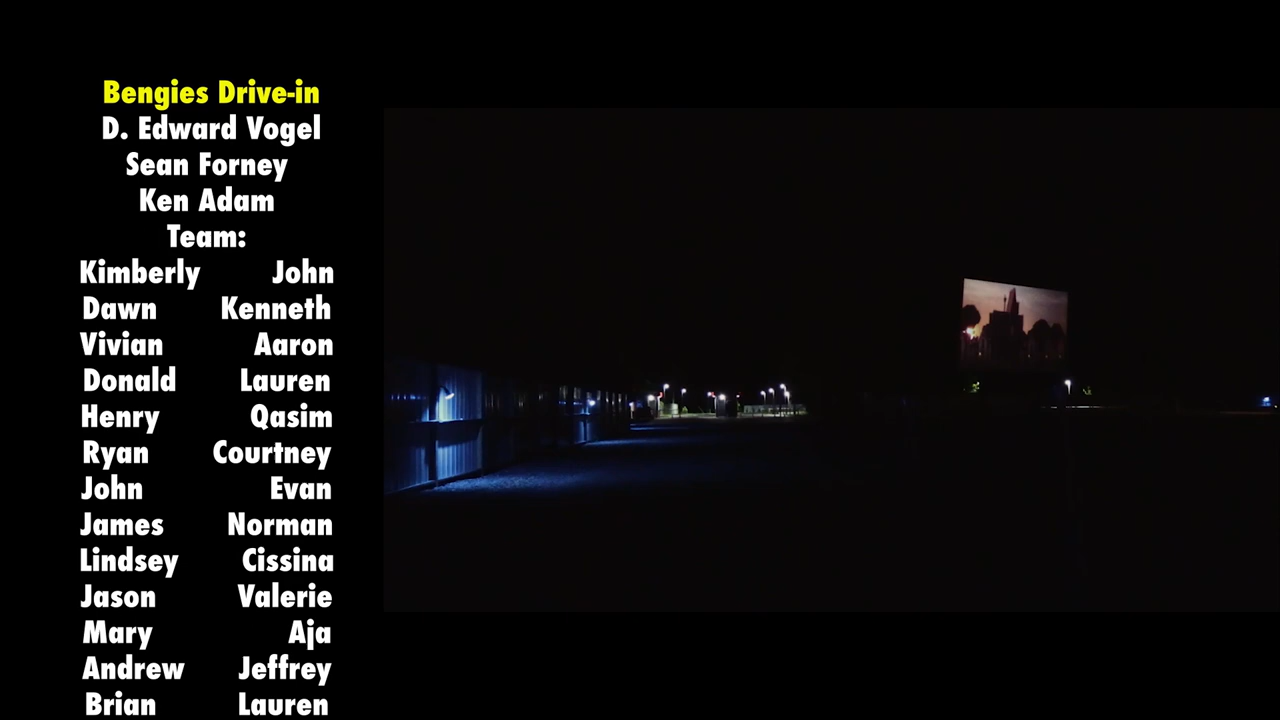 Bengies Drive-in
D. Edward Vogel
Sean Forney
Ken Adam
Team:
Kimberly John
Dawn Kenneth
Vivian Aaron
Donald Lauren
Henry Qasim
Ryan Courtney
John Evan
James Norman
Lindsey Cissina
Jason Valerie
Mary Aja
Andrew Jeffrey
Brian Lauren